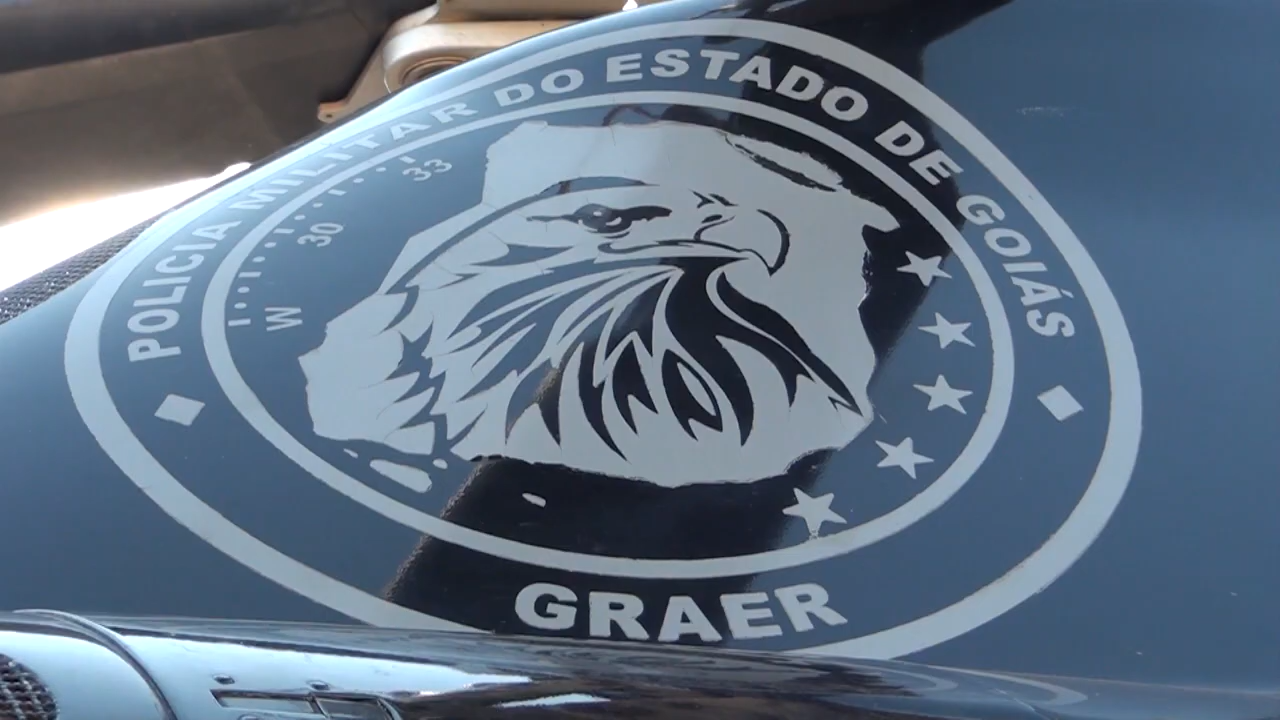 POLICIA MILITAR DO ESTADO DE GOIÁS
33
30
W
GRAER